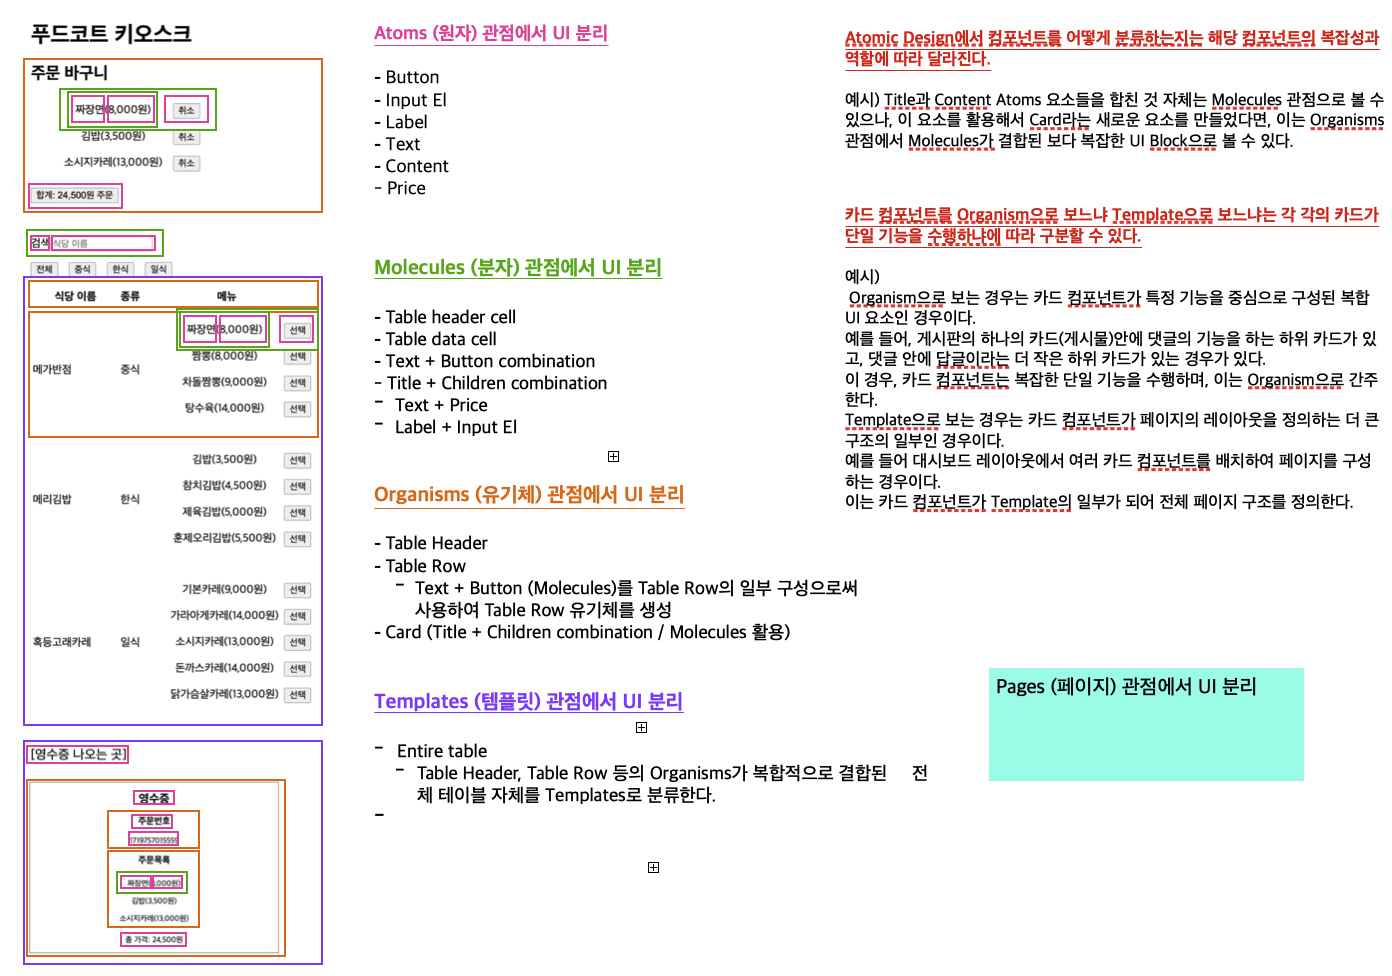 푸드코트 키오스크
주문 바구니
짜장면(8,000원) 취소
김밥(3,500원) 취소
소시지카레(13,000원) 취소
합계: 24,500원 주문
검색 식당 이름
전체 중식 한식 일식
식당 이름 종류 메뉴
메가반점 중식
짜장면(8,000원) 선택
짬뽕(8,000원) 선택
차돌짬뽕(9,000원) 선택
탕수육(14,000원) 선택
메리김밥 한식
김밥(3,500원) 선택
참치김밥(4,500원) 선택
제육김밥(5,000원) 선택
훈제오리김밥(5,500원) 선택
혹등고래카레 일식
기본카레(9,000원) 선택
가라아게카레(14,000원) 선택
소시지카레(13,000원) 선택
돈까스카레(14,000원) 선택
닭가슴살카레(13,000원) 선택
[영수증 나오는 곳]
영수증
주문번호
1719757015559
주문목록
짜장면(8,000원)
김밥(3,500원)
소시지카레(13,000원)
총 가격: 24,500원
Atoms (원자) 관점에서 UI 분리
- Button
- Input El
- Label
- Text
- Content
- Price
Molecules (분자) 관점에서 UI 분리
- Table header cell
- Table data cell
- Text + Button combination
- Title + Children combination
- Text + Price
- Label + Input El
Organisms (유기체) 관점에서 UI 분리
- Table Header
- Table Row
- Text + Button (Molecules)를 Table Row의 일부 구성으로써
사용하여 Table Row 유기체를 생성
- Card (Title + Children combination / Molecules 활용)
Templates (템플릿) 관점에서 UI 분리
- Entire table
- Table Header, Table Row 등의 Organisms가 복합적으로 결합된 전
체 테이블 자체를 Templates로 분류한다.
-
Atomic Design에서 컴포넌트를 어떻게 분류하는지는 해당 컴포넌트의 복잡성과
역할에 따라 달라진다.
예시) Title과 Content Atoms 요소들을 합친 것 자체는 Molecules 관점으로 볼 수
있으나, 이 요소를 활용해서 Card라는 새로운 요소를 만들었다면, 이는 Organisms
관점에서 Molecules가 결합된 보다 복잡한 UI Block으로 볼 수 있다.
카드 컴포넌트를 Organism으로 보느냐 Template으로 보느냐는 각 각의 카드가
단일 기능을 수행하냐에 따라 구분할 수 있다.
예시)
Organism으로 보는 경우는 카드 컴포넌트가 특정 기능을 중심으로 구성된 복합
UI 요소인 경우이다.
예를 들어, 게시판의 하나의 카드(게시물)안에 댓글의 기능을 하는 하위 카드가 있
고, 댓글 안에 답글이라는 더 작은 하위 카드가 있는 경우가 있다.
이 경우, 카드 컴포넌트는 복잡한 단일 기능을 수행하며, 이는 Organism으로 간주
한다.
Template으로 보는 경우는 카드 컴포넌트가 페이지의 레이아웃을 정의하는 더 큰
구조의 일부인 경우이다.
예를 들어 대시보드 레이아웃에서 여러 카드 컴포넌트를 배치하여 페이지를 구성
하는 경우이다.
이는 카드 컴포넌트가 Template의 일부가 되어 전체 페이지 구조를 정의한다.
Pages (페이지) 관점에서 UI 분리